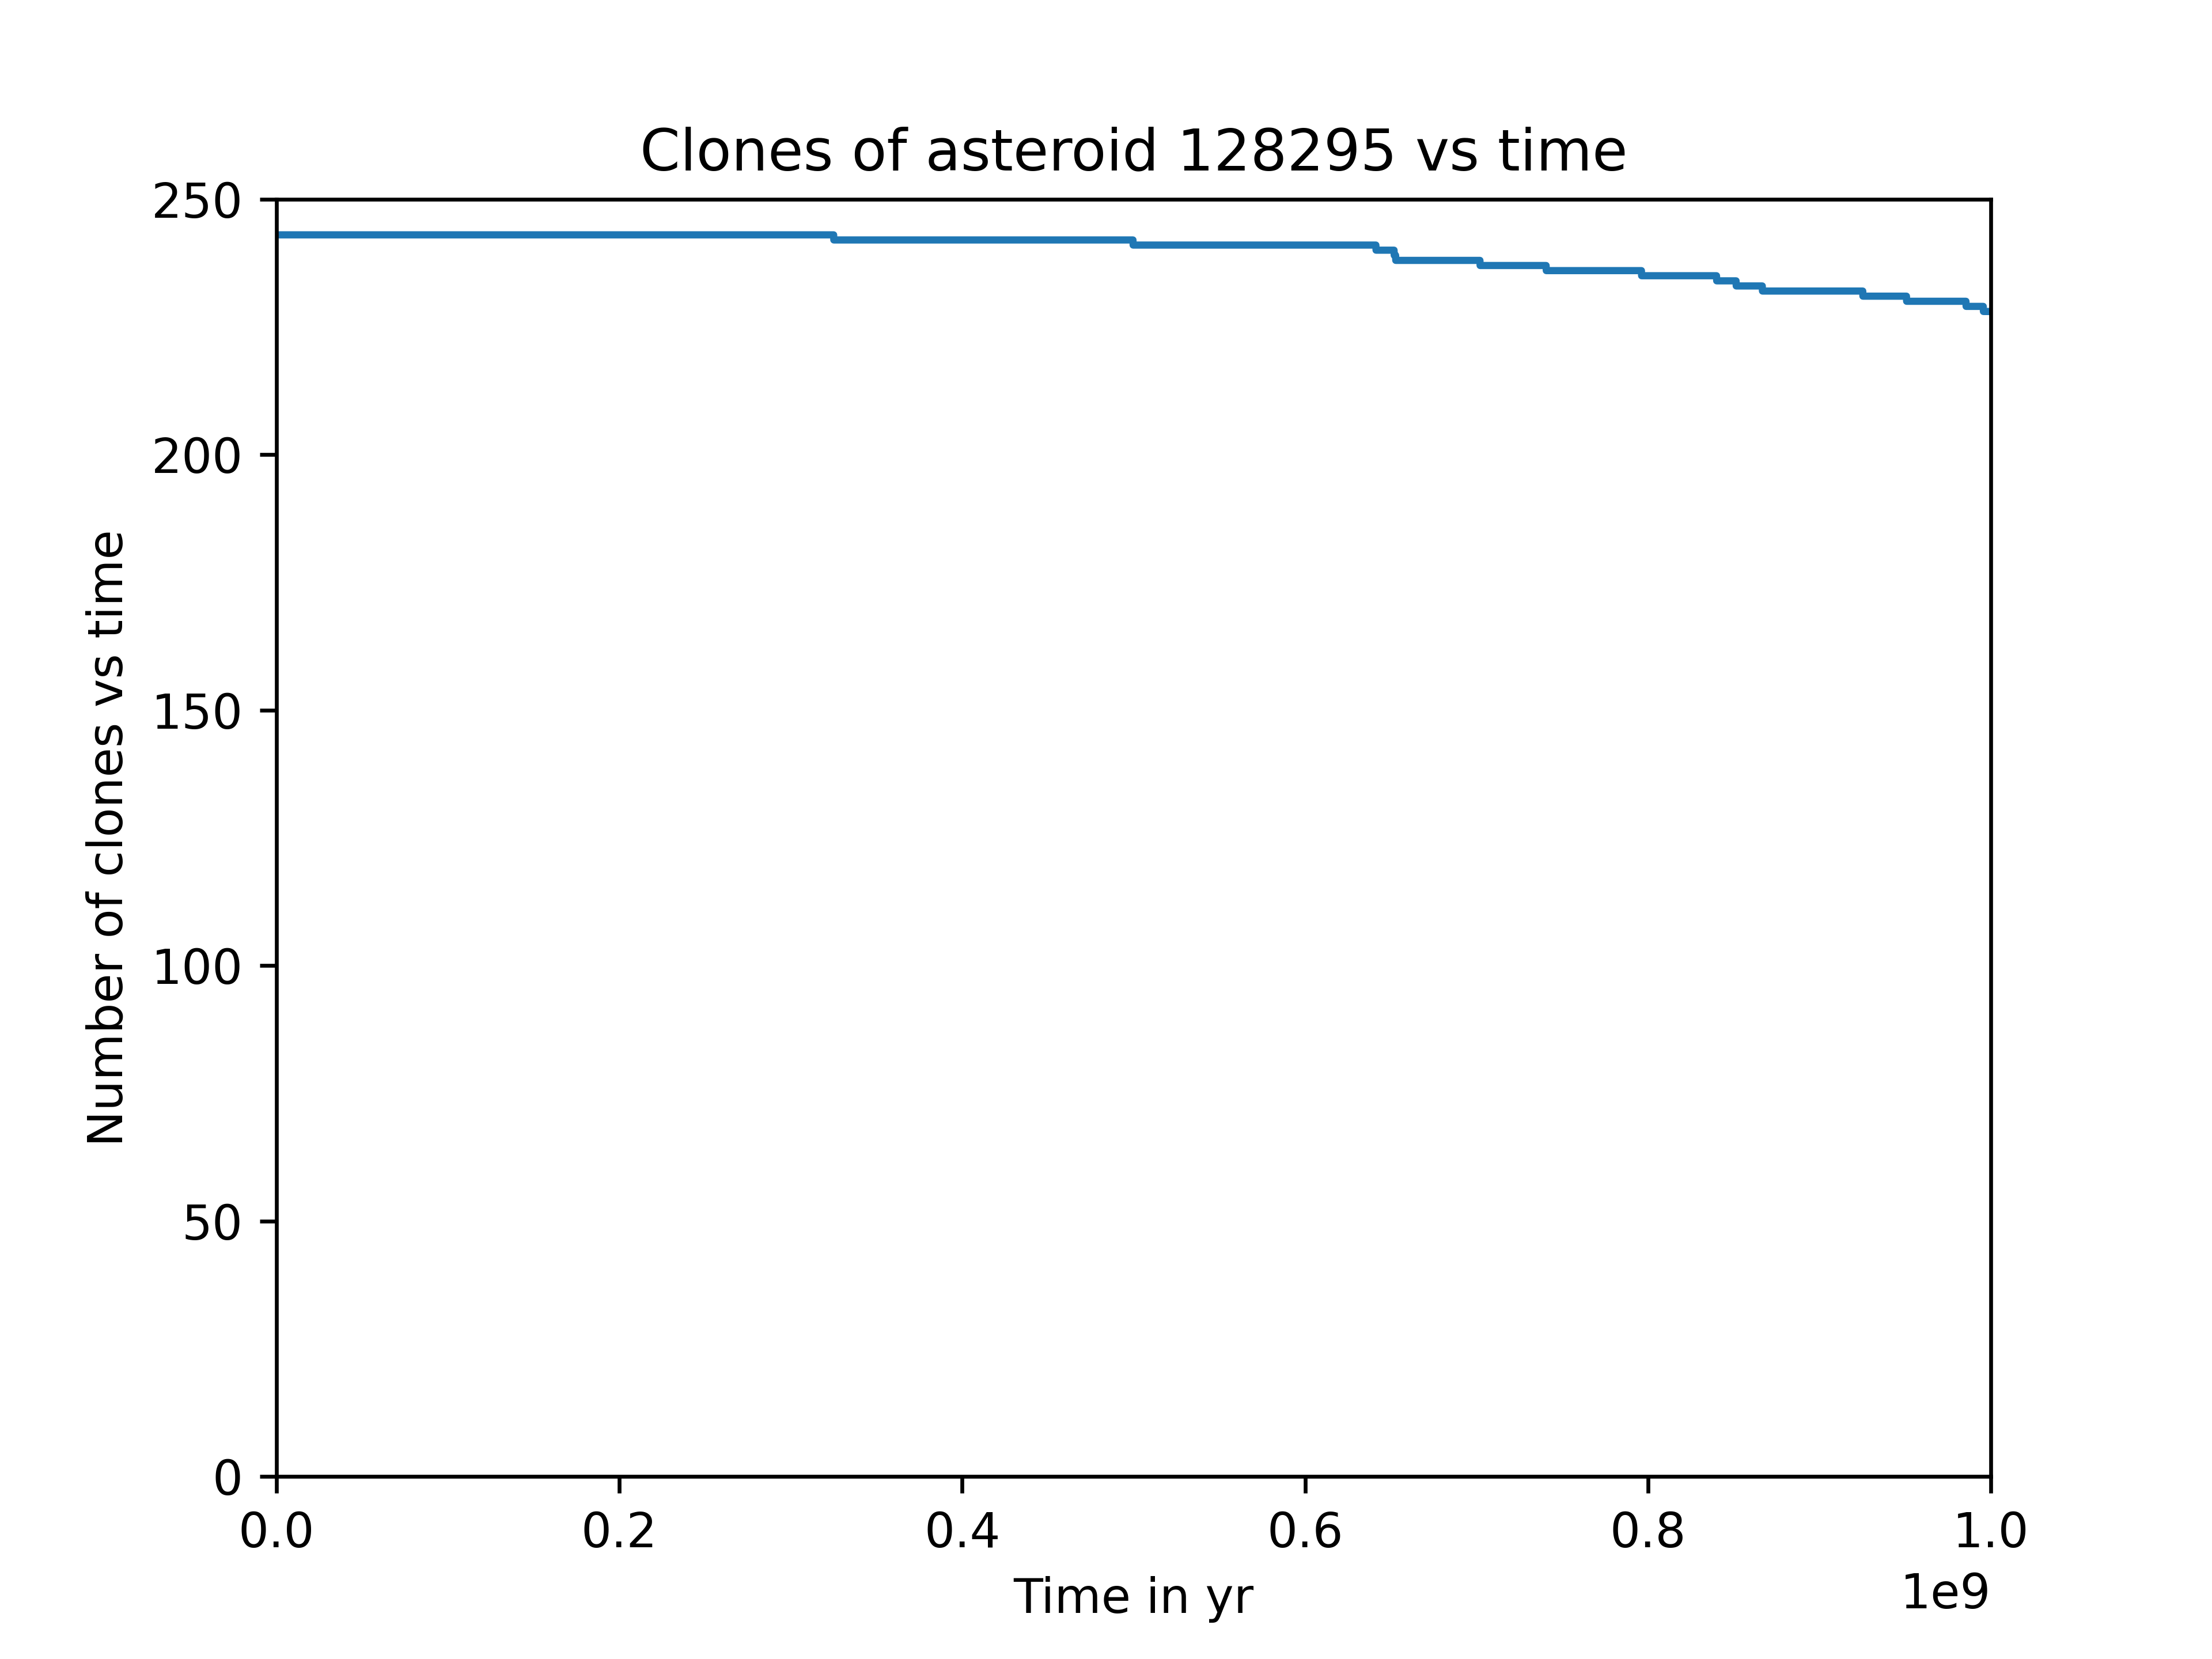 Clones of asteroid 128295 vs time
250
200
150
100
50
0
Number of clones vs time
0.0 0.2 0.4 0.6 0.8 1.0
Time in yr
1e9